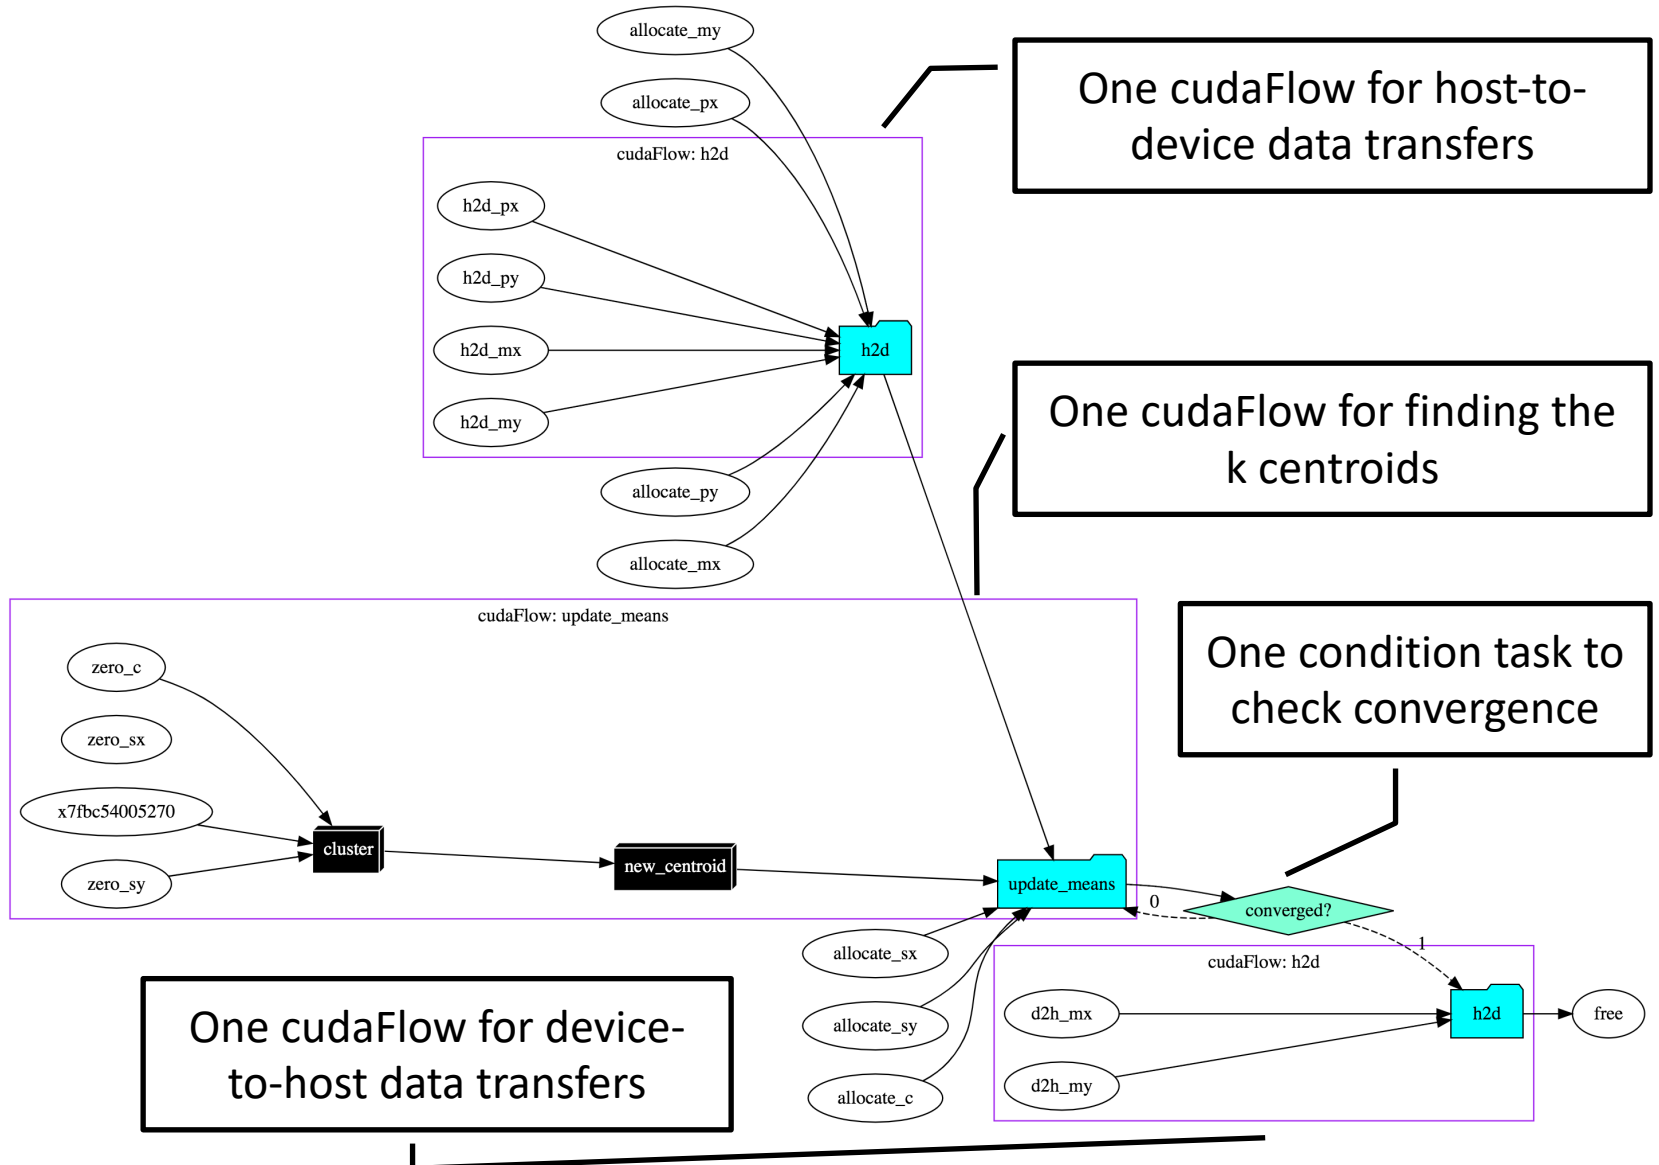 allocate_my
One cudaFlow for host-to-
device data transfers
allocate_px
cudaFlow: h2d
h2d_px
h2d_py
h2d_mx
h2d
h2d_my
One cudaFlow for finding the
k centroids
allocate_py
allocate_mx
cudaFlow: update_means
zero_c
zero_sx
x7fbc54005270
zero_sy
cluster
new_centroid
update_means
One condition task to
check convergence
0
converged?
1
allocate_sx
allocate_sy
allocate_c
cudaFlow: h2d
d2h_mx
h2d
free
d2h_my
One cudaFlow for device-
to-host data transfers